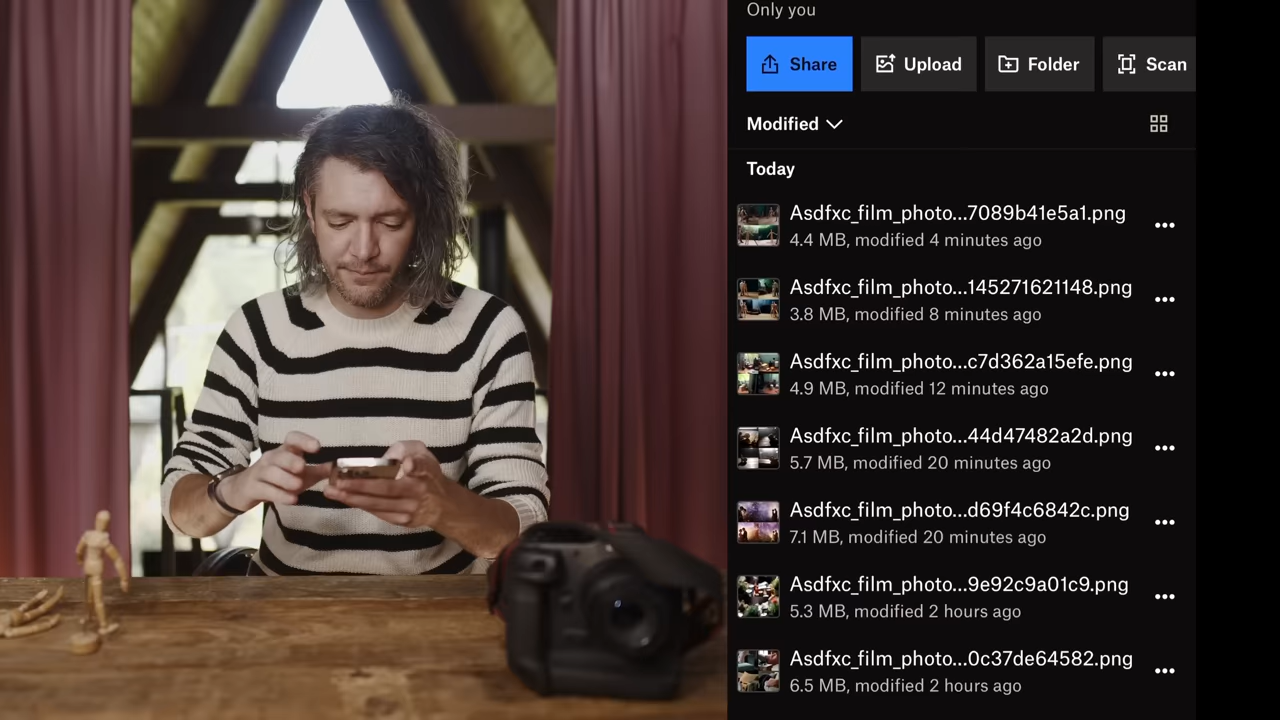 Only you
Share
Upload
Folder
Scan
Modified
Today
Asdfxc_film_photo...7089b41e5a1.png
4.4 MB, modified 4 minutes ago
Asdfxc_film_photo...145271621148.png
3.8 MB, modified 8 minutes ago
Asdfxc_film_photo...c7d362a15efe.png
4.9 MB, modified 12 minutes ago
Asdfxc_film_photo...44d47482a2d.png
5.7 MB, modified 20 minutes ago
Asdfxc_film_photo...d69f4c6842c.png
7.1 MB, modified 20 minutes ago
Asdfxc_film_photo...9e92c9a01c9.png
5.3 MB, modified 2 hours ago
Asdfxc_film_photo...0c37de64582.png
6.5 MB, modified 2 hours ago